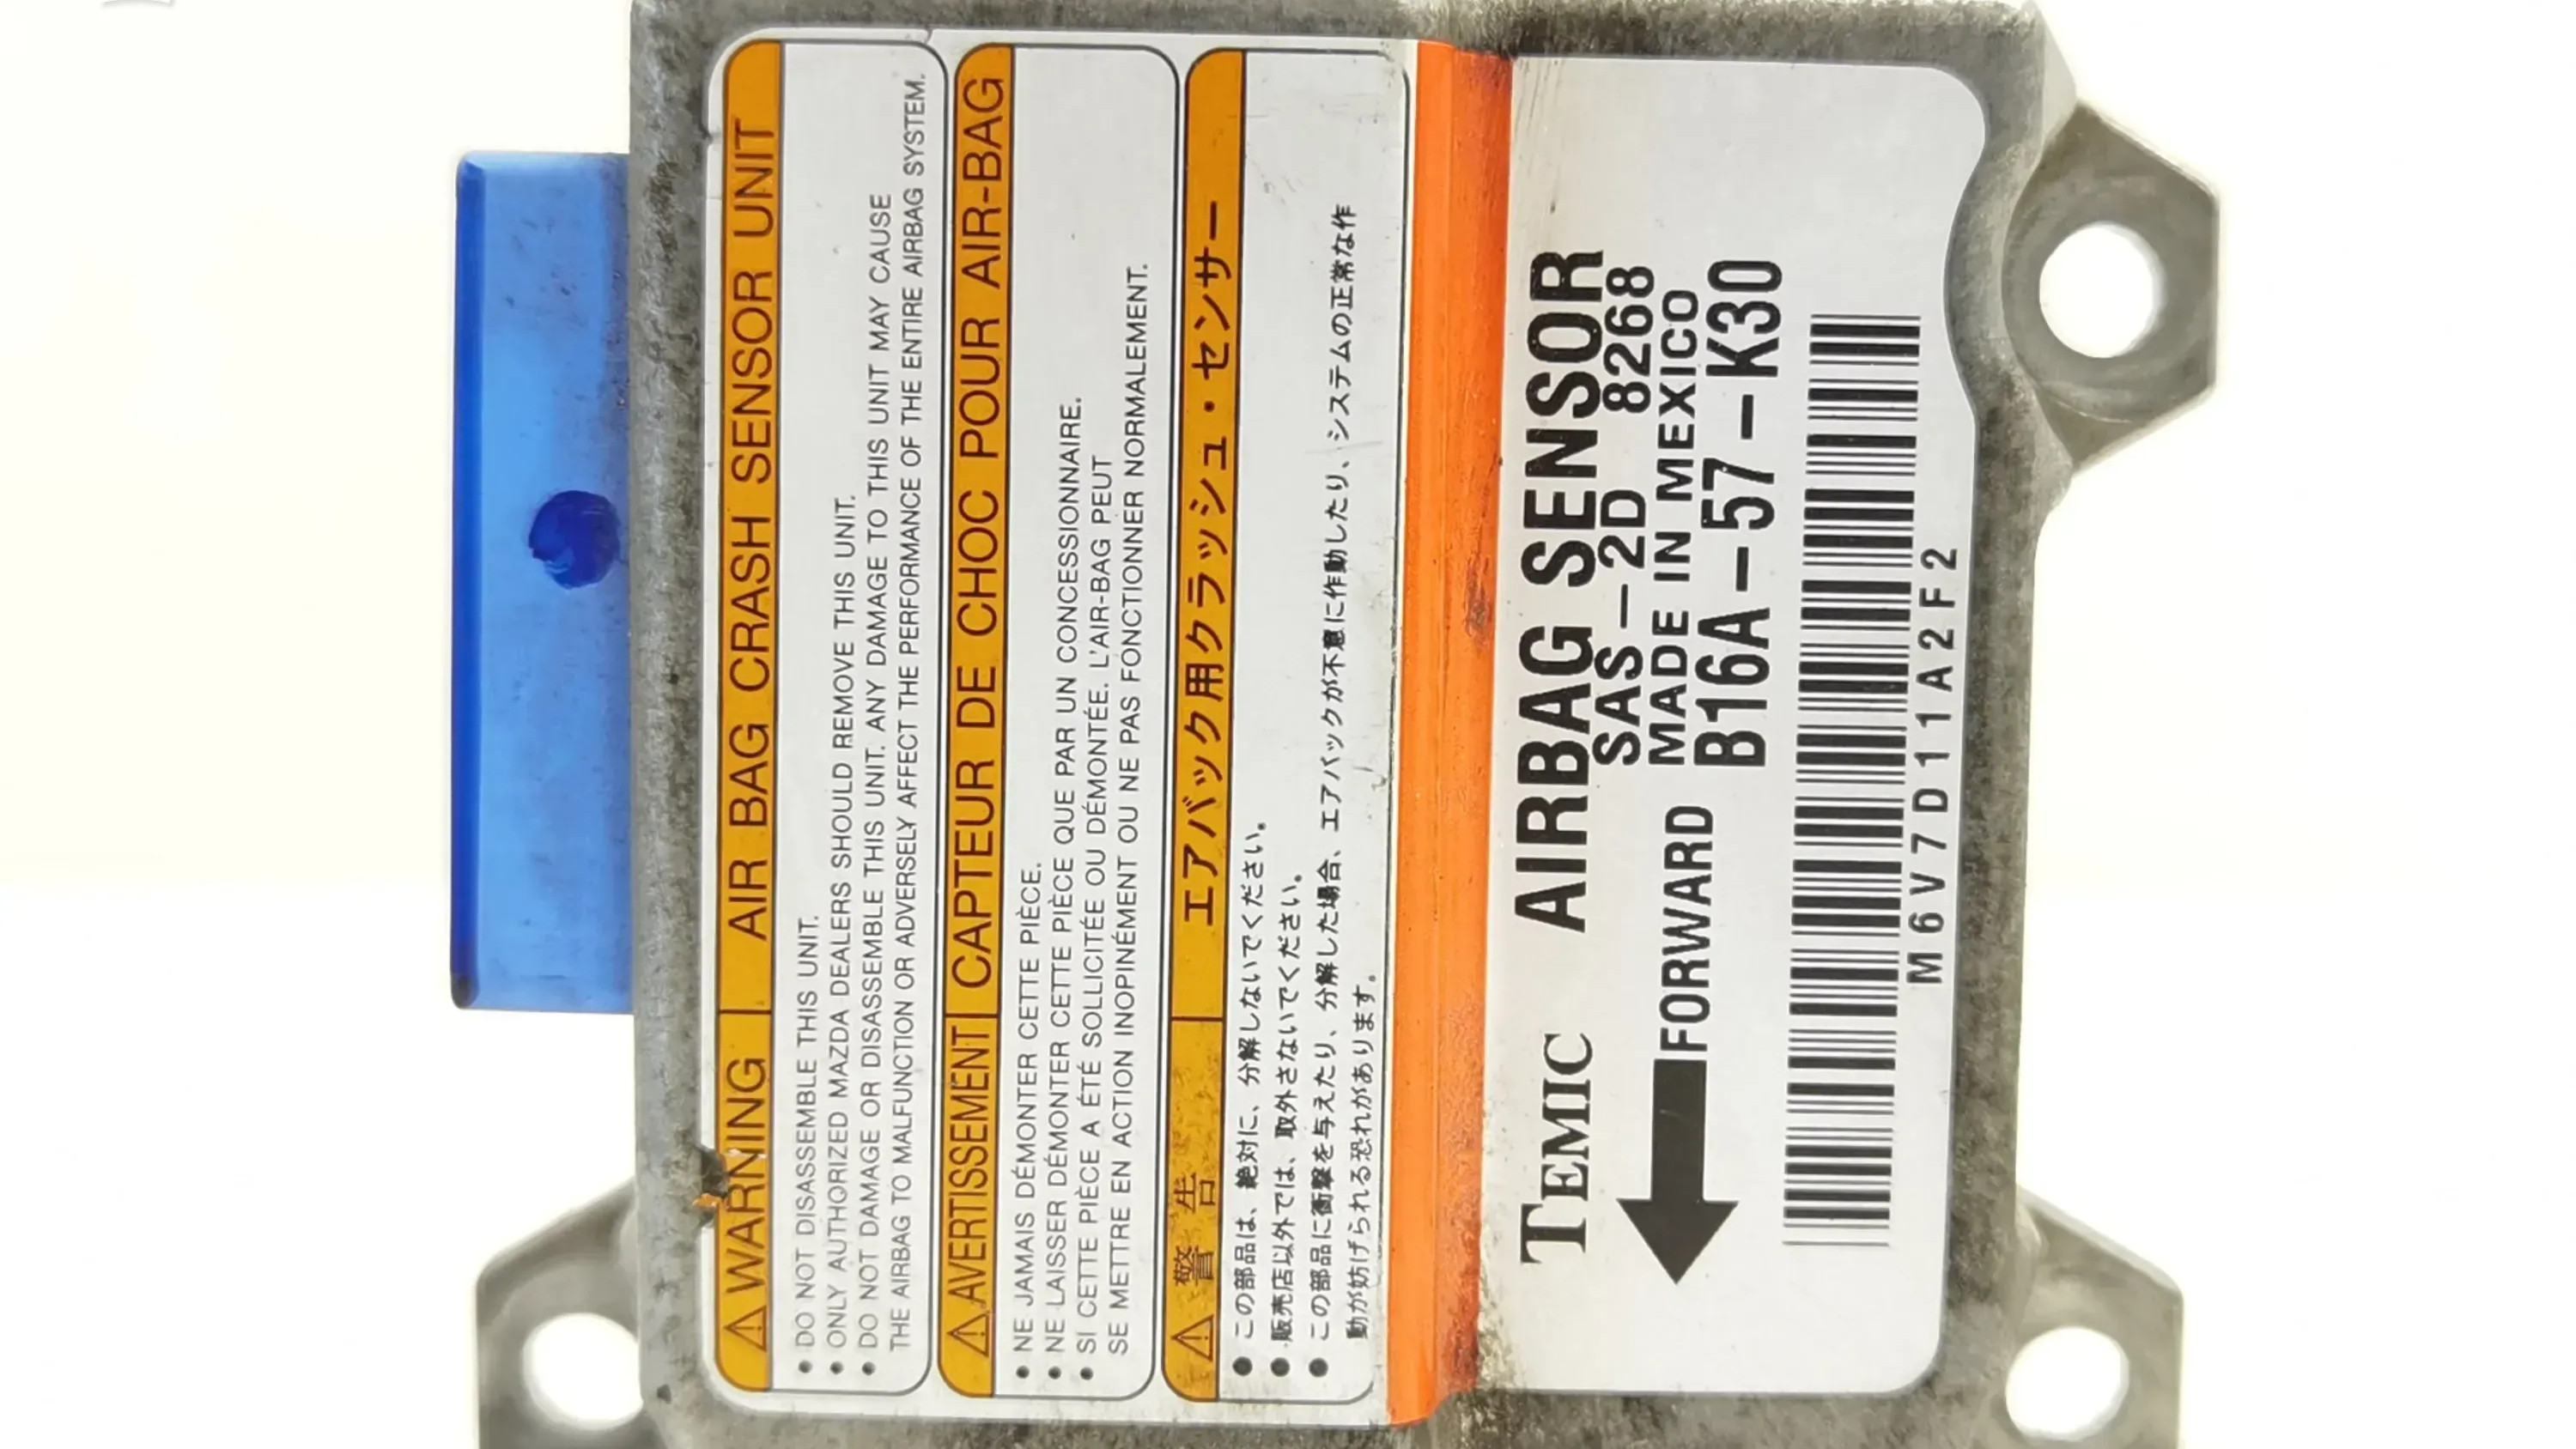 ⚠ WARNING AIR BAG CRASH SENSOR UNIT
• DO NOT DISASSEMBLE THIS UNIT.
• ONLY AUTHORIZED MAZDA DEALERS SHOULD REMOVE THIS UNIT.
• DO NOT DAMAGE OR DISASSEMBLE THIS UNIT. ANY DAMAGE TO THIS UNIT MAY CAUSE
THE AIRBAG TO MALFUNCTION OR ADVERSELY AFFECT THE PERFORMANCE OF THE ENTIRE AIRBAG SYSTEM.
⚠ AVERTISSEMENT CAPTEUR DE CHOC POUR AIR-BAG
• NE JAMAIS DÉMONTER CETTE PIÈCE.
• NE LAISSER DÉMONTER CETTE PIÈCE QUE PAR UN CONCESSIONNAIRE.
• SI CETTE PIÈCE A ÉTÉ SOLLICITÉE OU DÉMONTÉE. L'AIR-BAG PEUT
SE METTRE EN ACTION INOPINÉMENT OU NE PAS FONCTIONNER NORMALEMENT.
⚠ 警告 エアバック用クラッシュ・センサー
● この部品は、絶対に、分解しないでください。
● 販売店以外では、取外さないでください。
● この部品に衝撃を与えたり、分解した場合、エアバックが不意に作動したり、システムの正常な作
動が妨げられる恐れがあります。
TEMIC AIRBAG SENSOR
SAS-2D 8268
MADE IN MEXICO
FORWARD B16A-57-K30
M6V7D11A2F2